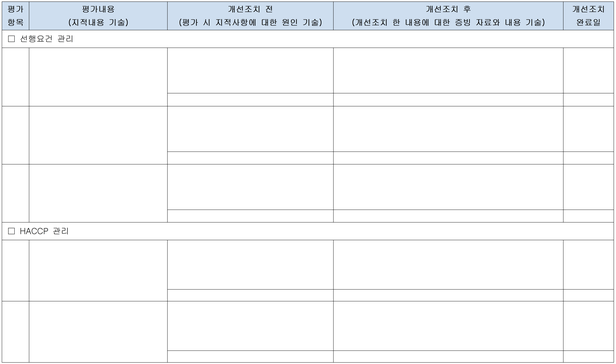 평가 항목
평가내용
(지적내용 기술)
개선조치 전
(평가 시 지적사항에 대한 원인 기술)
개선조치 후
(개선조치 한 내용에 대한 증빙 자료와 내용 기술)
개선조치
완료일
□ 선행요건 관리
□ HACCP 관리